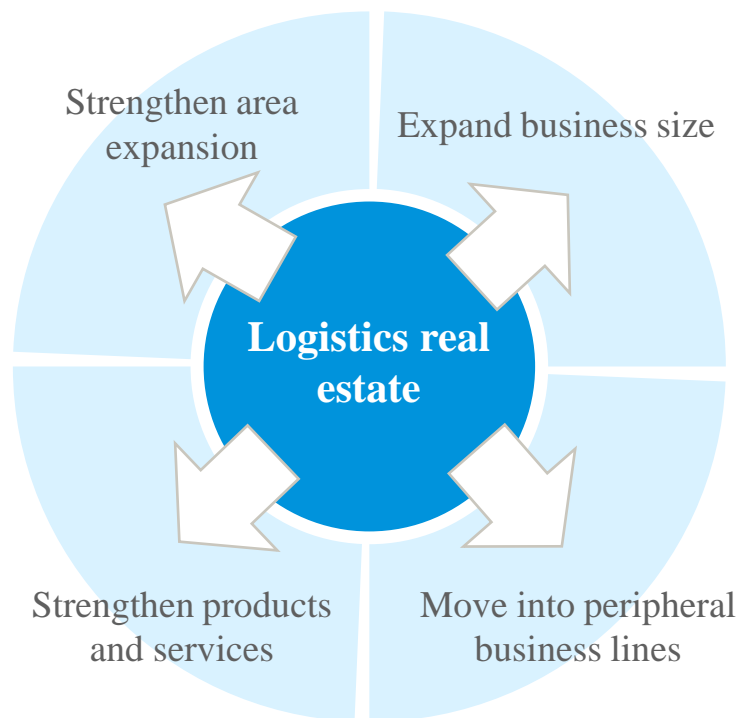 Strengthen area
expansion
Expand business size
Logistics real
estate
Strengthen products
and services
Move into peripheral
business lines